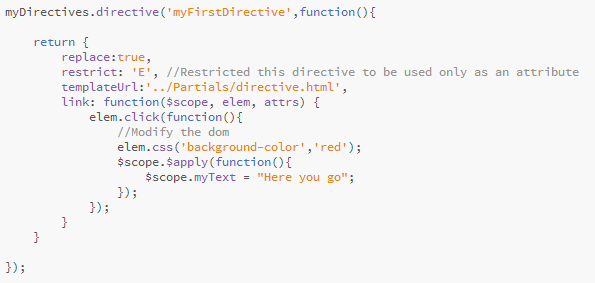 myDirectives.directive('myFirstDirective',function(){
return {
replace:true,
restrict: 'E', //Restricted this directive to be used only as an attribute
templateUrl:'../Partials/directive.html',
link: function($scope, elem, attrs) {
elem.click(function(){
//Modify the dom
elem.css('background-color','red');
$scope.$apply(function(){
$scope.myText = "Here you go";
});
});
}
}
});